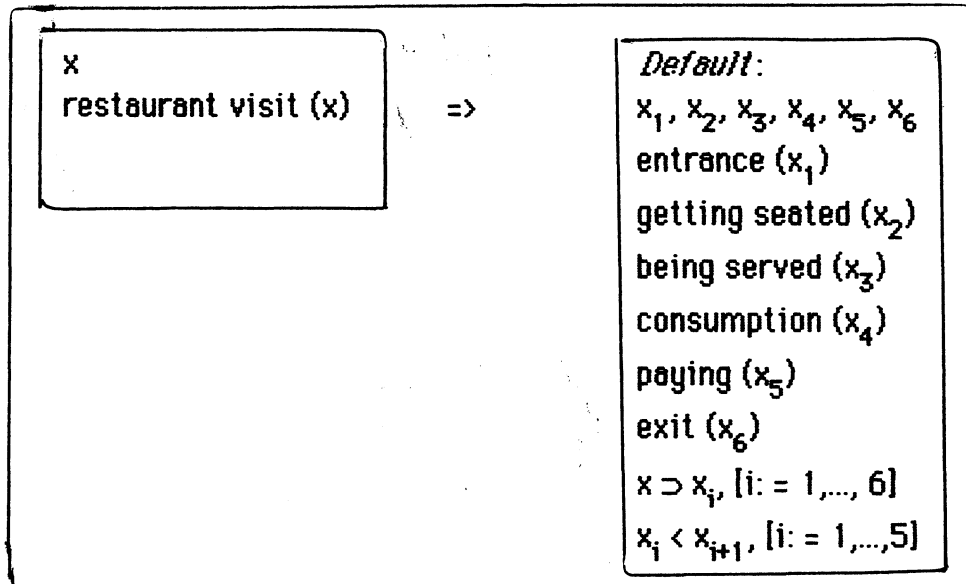 x
restaurant visit (x)
=>
Default:
x₁, x₂, x₃, x₄, x₅, x₆
entrance (x₁)
getting seated (x₂)
being served (x₃)
consumption (x₄)
paying (x₅)
exit (x₆)
x ⊃ xᵢ, [i: = 1,..., 6]
xᵢ < xᵢ₊₁, [i: = 1,...,5]